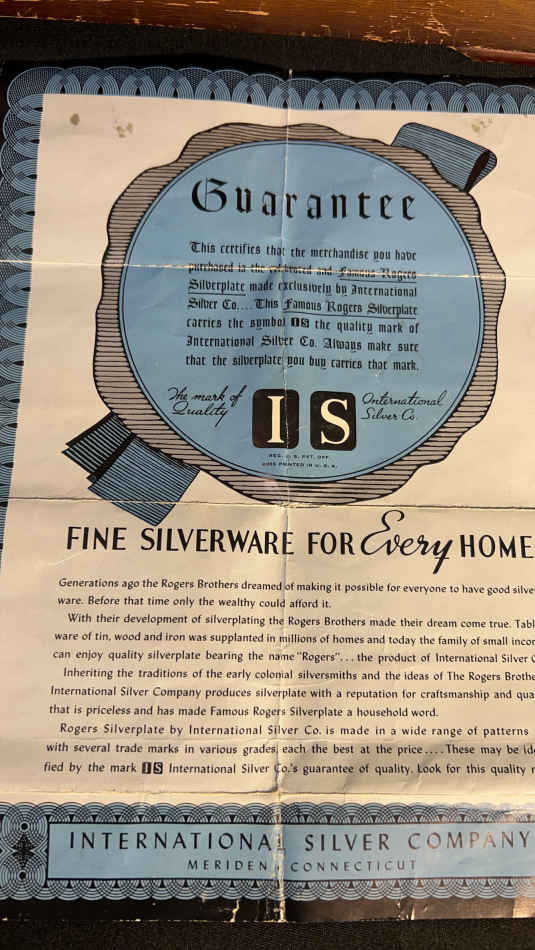 Guarantee
This certifies that the merchandise you have
purchased is the celebrated and Famous Rogers
Silverplate made exclusively by International
Silver Co.... This Famous Rogers Silverplate
carries the symbol IS the quality mark of
International Silver Co. Always make sure
that the silverplate you buy carries that mark.
The mark of Quality
IS
International Silver Co.
REG. U. S. PAT. OFF.
PRINTED IN U. S. A.
FINE SILVERWARE FOR Every HOME
Generations ago the Rogers Brothers dreamed of making it possible for everyone to have good silve
ware. Before that time only the wealthy could afford it.
With their development of silverplating the Rogers Brothers made their dream come true. Tabl
ware of tin, wood and iron was supplanted in millions of homes and today the family of small incor
can enjoy quality silverplate bearing the name "Rogers"... the product of International Silver C
Inheriting the traditions of the early colonial silversmiths and the ideas of The Rogers Brothe
International Silver Company produces silverplate with a reputation for craftsmanship and qua
that is priceless and has made Famous Rogers Silverplate a household word.
Rogers Silverplate by International Silver Co. is made in a wide range of patterns
with several trade marks in various grades, each the best at the price.... These may be ide
fied by the mark IS International Silver Co.'s guarantee of quality. Look for this quality
INTERNATIONAL SILVER COMPANY
MERIDEN, CONNECTICUT